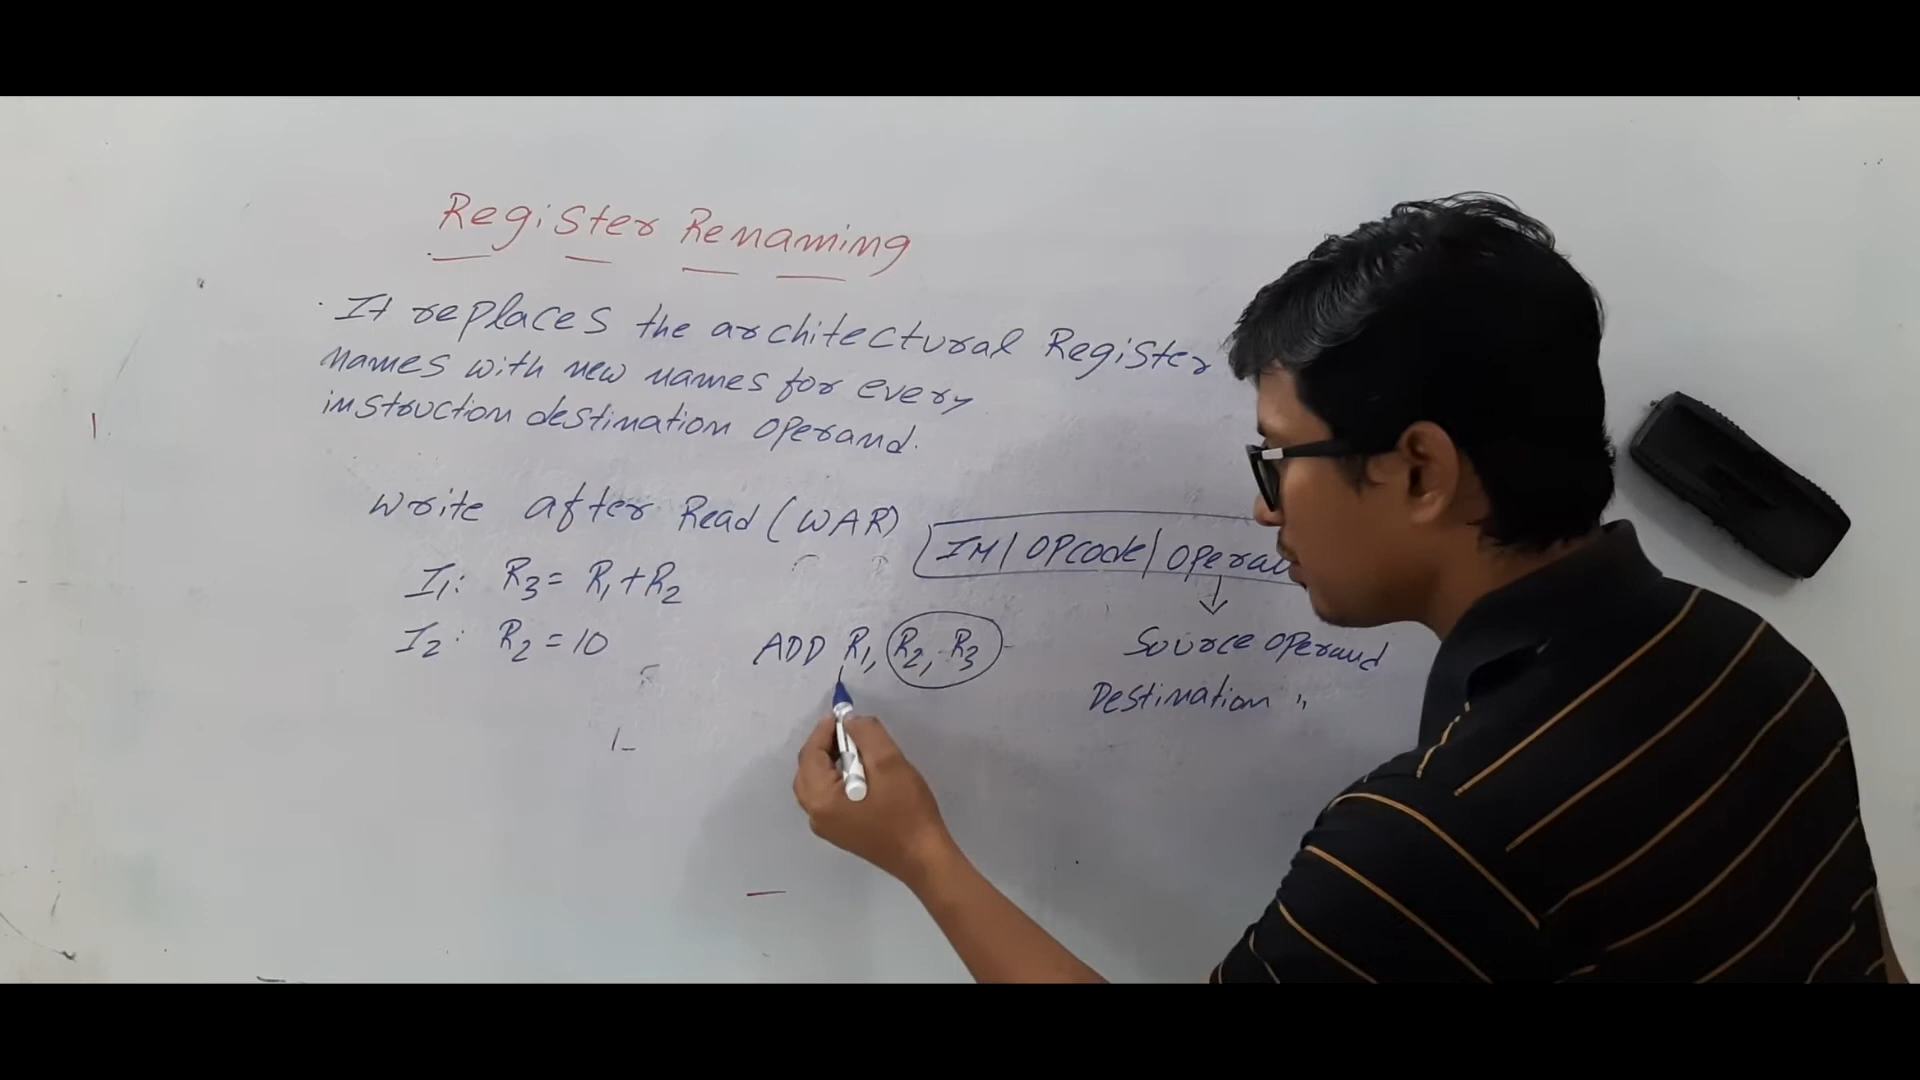 Register Renaming
. It replaces the architectural Register
names with new names for every
instruction destination operand.
Write after Read (WAR)
I1: R3 = R1 + R2
I2: R2 = 10
IM | OPcode |
ADD R1, R2, R3
Source Operand
Destination "